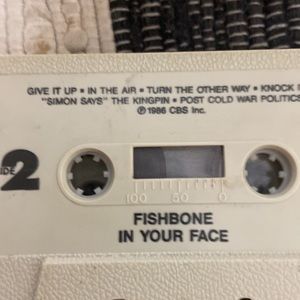 GIVE IT UP • IN THE AIR • TURN THE OTHER WAY • KNOCK
"SIMON SAYS" THE KINGPIN • POST COLD WAR POLITICS
℗1986 CBS Inc.
IDE 2
100 50 0
FISHBONE
IN YOUR FACE